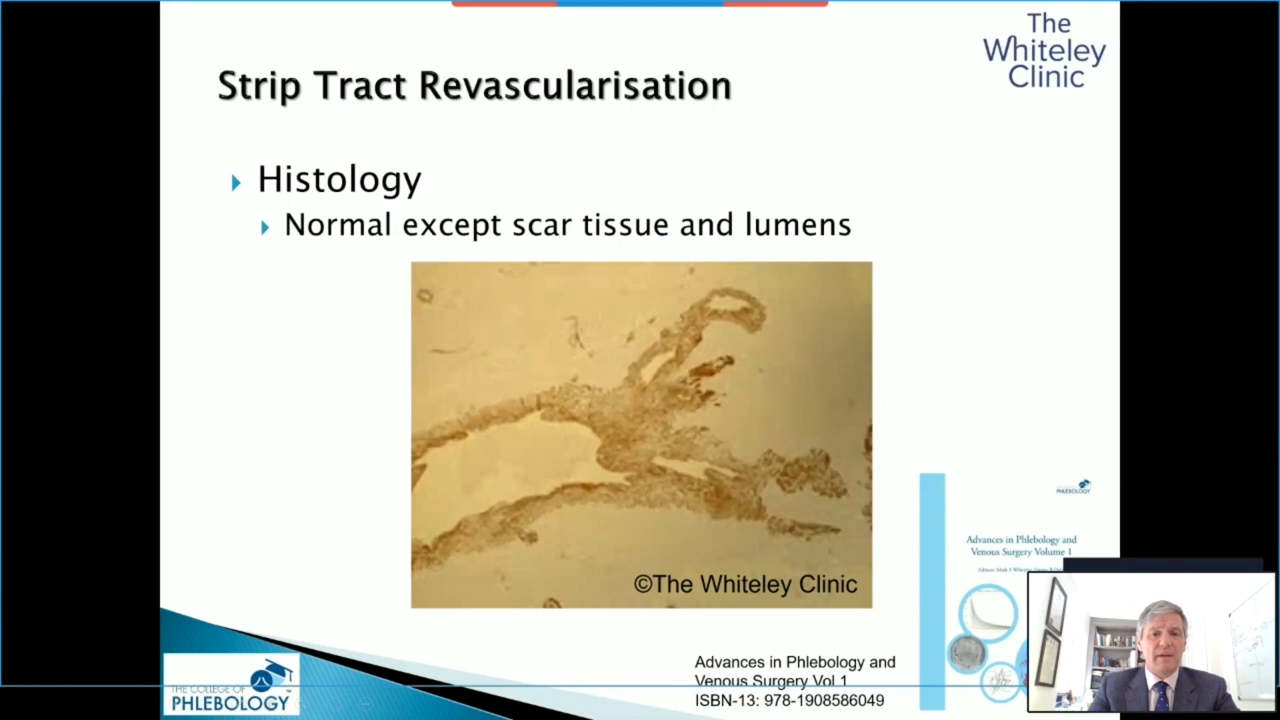 The
Whiteley
Clinic
Strip Tract Revascularisation
Histology
Normal except scar tissue and lumens
©The Whiteley Clinic
PHLEBOLOGY
Advances in Phlebology and
Venous Surgery Volume 1
Advances in Phlebology and
Venous Surgery Vol 1
ISBN-13: 978-1908586049
THE COLLEGE OF
PHLEBOLOGY